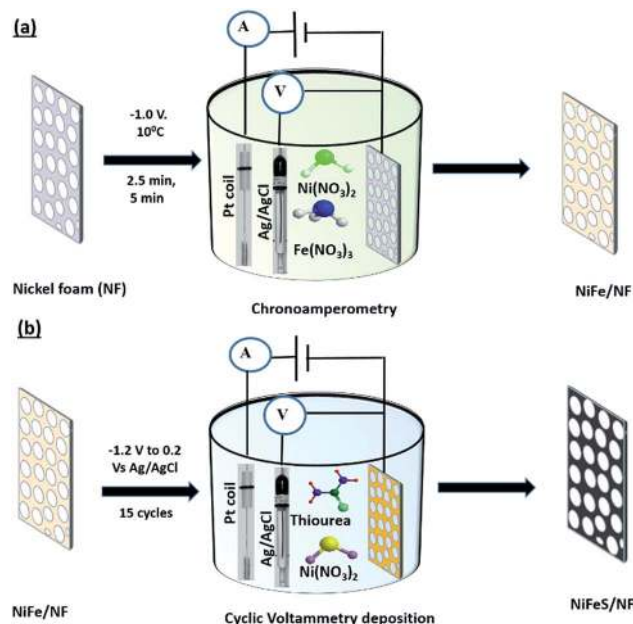 (a)
A
-1.0 V.
10⁰C
2.5 min,
5 min
V
Pt coil
Ag/AgCl
Ni(NO₃)₂
Fe(NO₃)₃
Nickel foam (NF)
Chronoamperometry
NiFe/NF
(b)
A
-1.2 V to 0.2
Vs Ag/AgCl
15 cycles
V
Pt coil
Ag/AgCl
Thiourea
Ni(NO₃)₂
NiFe/NF
Cyclic Voltammetry deposition
NiFeS/NF